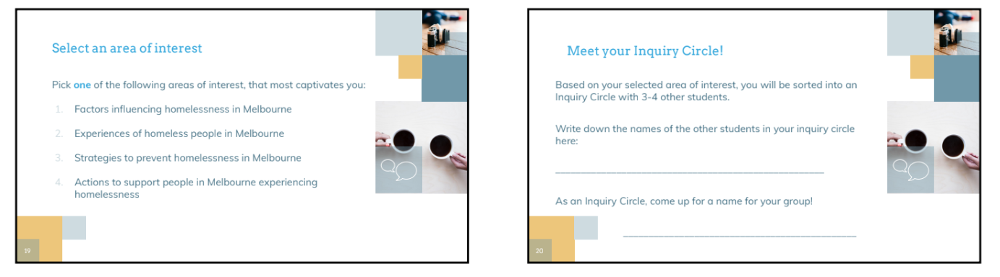 Select an area of interest
Pick one of the following areas of interest, that most captivates you:
1. Factors influencing homelessness in Melbourne
2. Experiences of homeless people in Melbourne
3. Strategies to prevent homelessness in Melbourne
4. Actions to support people in Melbourne experiencing
homelessness
19
Meet your Inquiry Circle!
Based on your selected area of interest, you will be sorted into an
Inquiry Circle with 3-4 other students.
Write down the names of the other students in your inquiry circle
here:
As an Inquiry Circle, come up for a name for your group!
20